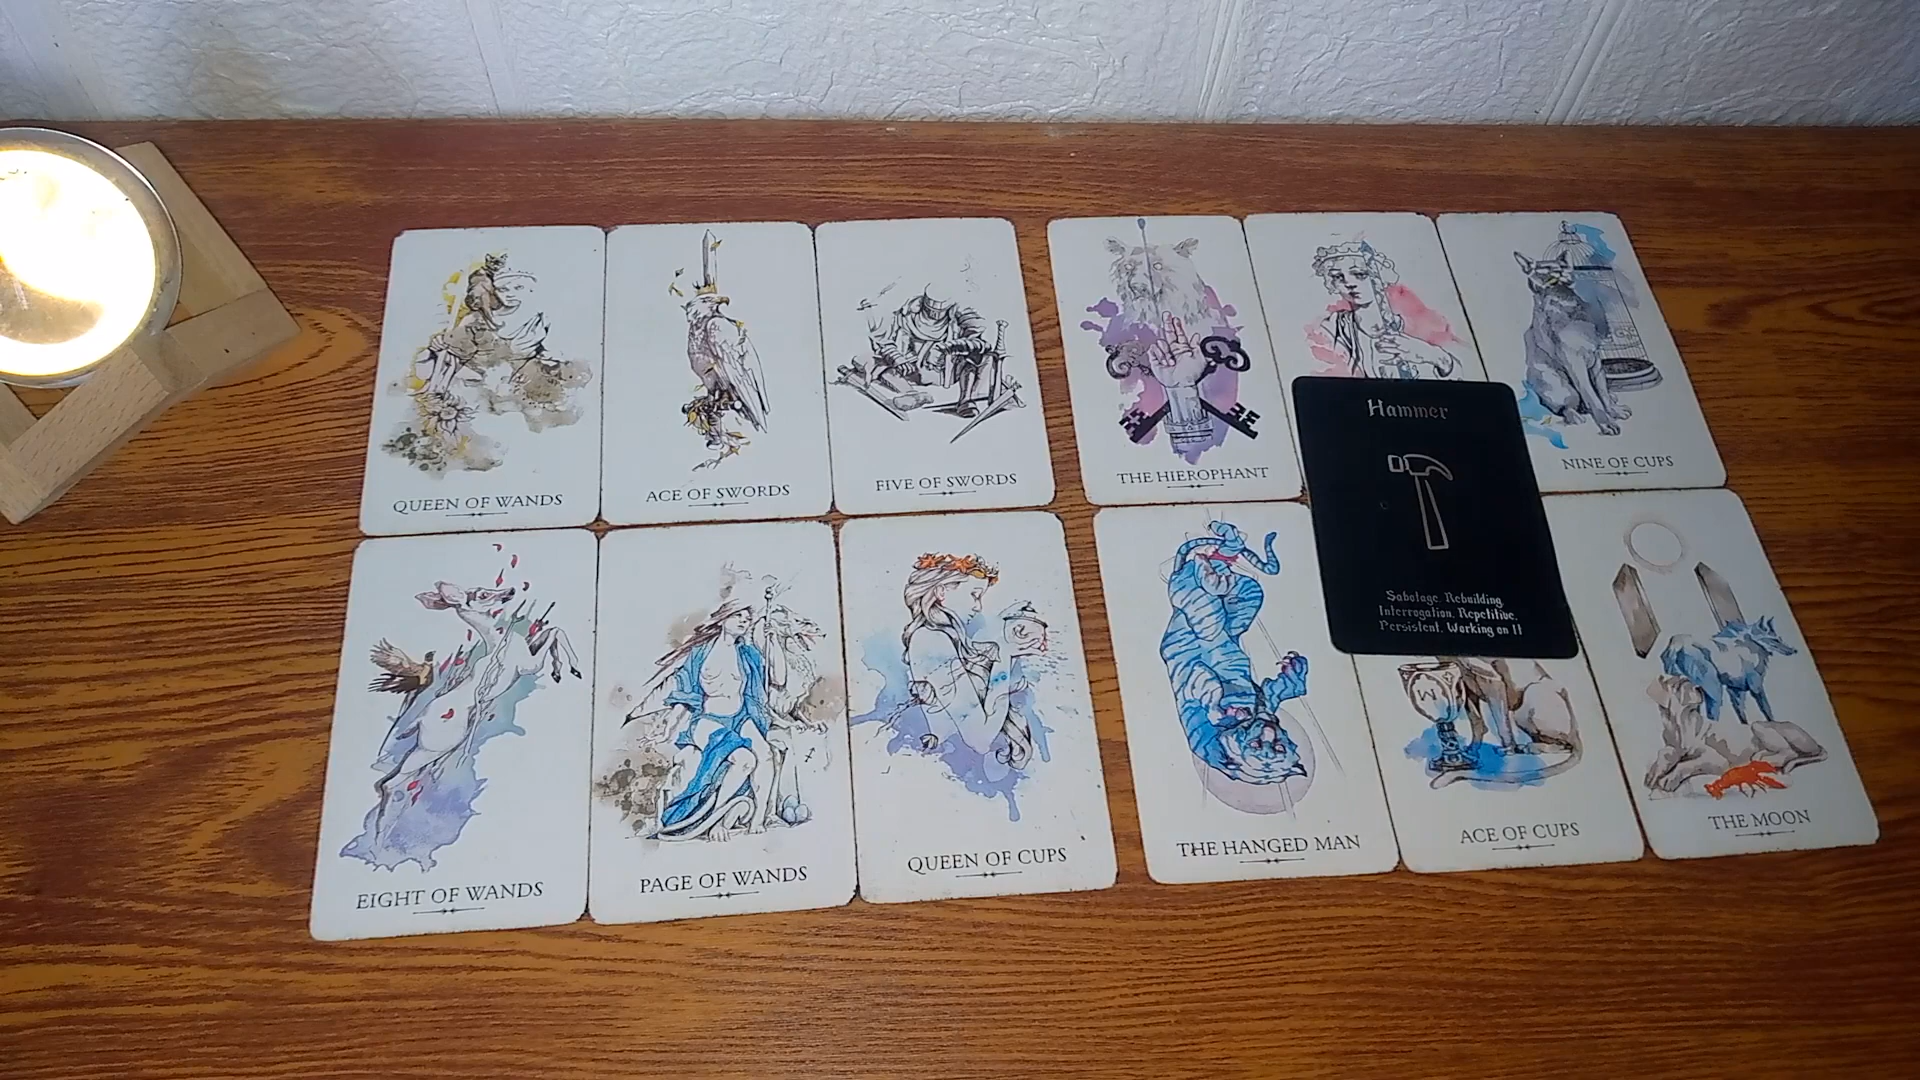 QUEEN OF WANDS
ACE OF SWORDS
FIVE OF SWORDS
THE HIEROPHANT
NINE OF CUPS
Hammer
Sabotage, Rebuilding,
Interrogation, Repetitive,
Persistent, Working on It
EIGHT OF WANDS
PAGE OF WANDS
QUEEN OF CUPS
THE HANGED MAN
ACE OF CUPS
THE MOON